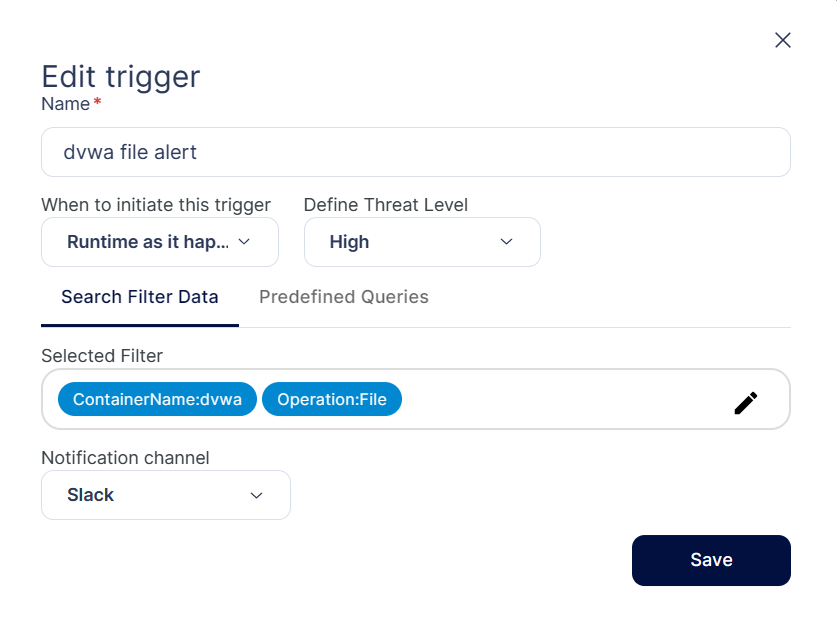 Edit trigger
Name*
dvwa file alert
When to initiate this trigger Define Threat Level
Runtime as it hap... High
Search Filter Data Predefined Queries
Selected Filter
ContainerName:dvwa Operation:File
Notification channel
Slack
Save